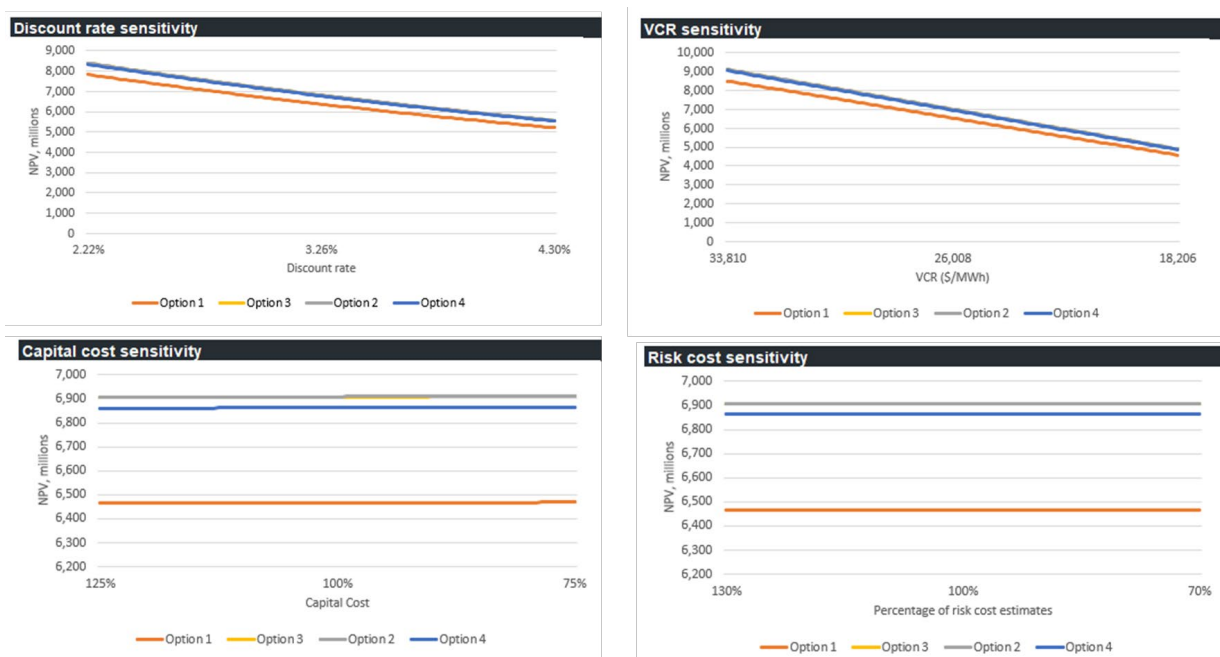 Discount rate sensitivity
9,000
8,000
7,000
6,000
5,000
4,000
3,000
2,000
1,000
0
NPV, millions
2.22% 3.26% 4.30%
Discount rate
Option 1 Option 3 Option 2 Option 4
VCR sensitivity
10,000
9,000
8,000
7,000
6,000
5,000
4,000
3,000
2,000
1,000
0
NPV, millions
33,810 26,008 18,206
VCR ($/MWh)
Option 1 Option 3 Option 2 Option 4
Capital cost sensitivity
7,000
6,900
6,800
6,700
6,600
6,500
6,400
6,300
6,200
NPV, millions
125% 100% 75%
Capital Cost
Option 1 Option 3 Option 2 Option 4
Risk cost sensitivity
7,000
6,900
6,800
6,700
6,600
6,500
6,400
6,300
6,200
NPV, millions
130% 100% 70%
Percentage of risk cost estimates
Option 1 Option 3 Option 2 Option 4